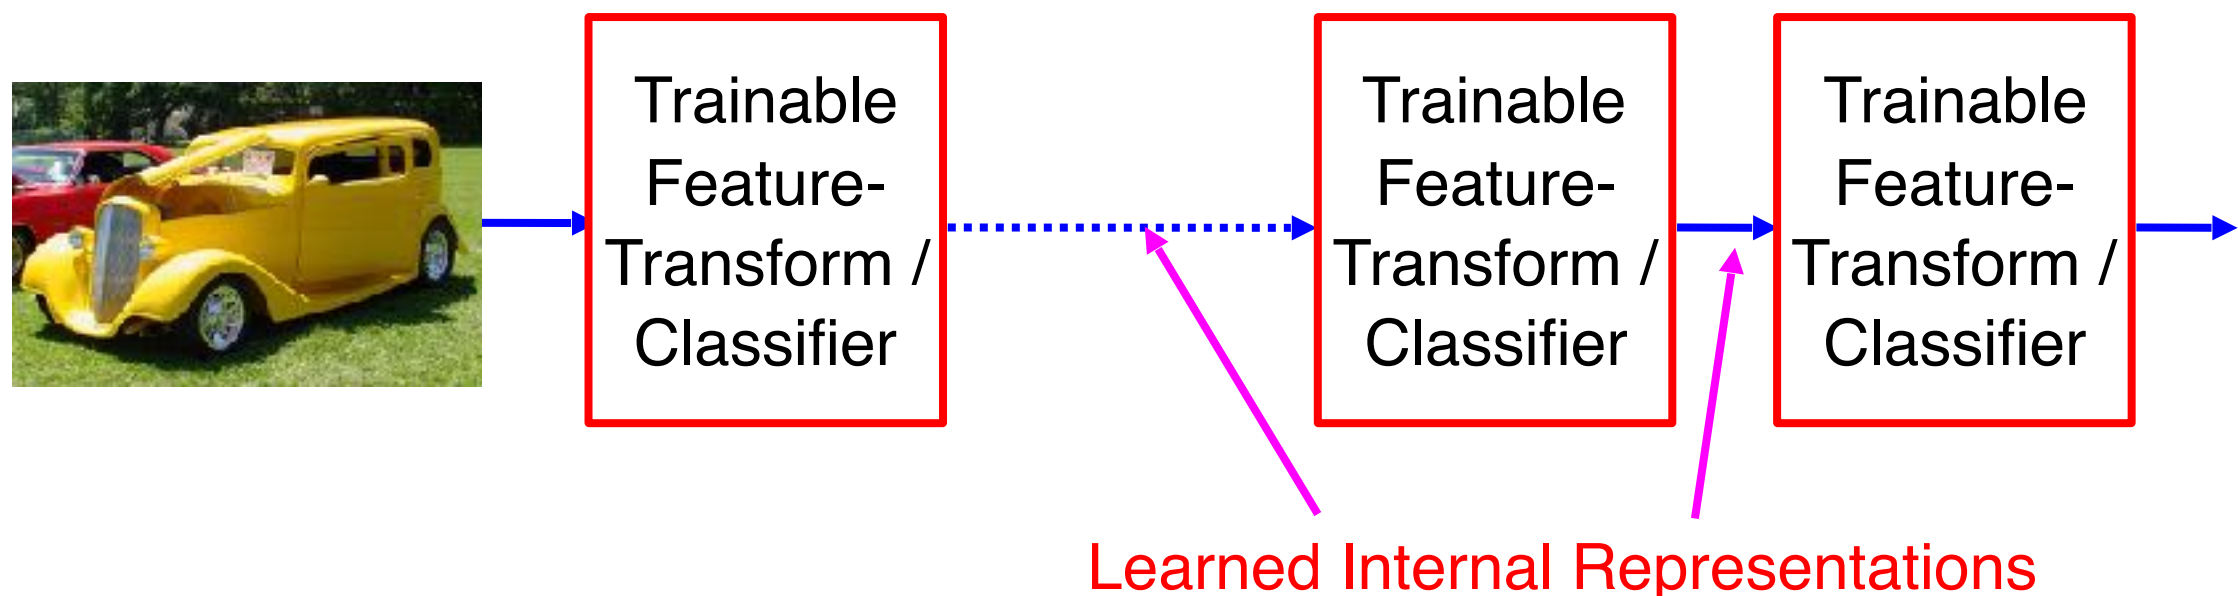 Trainable
Feature-
Transform /
Classifier
Trainable
Feature-
Transform /
Classifier
Trainable
Feature-
Transform /
Classifier
Learned Internal Representations